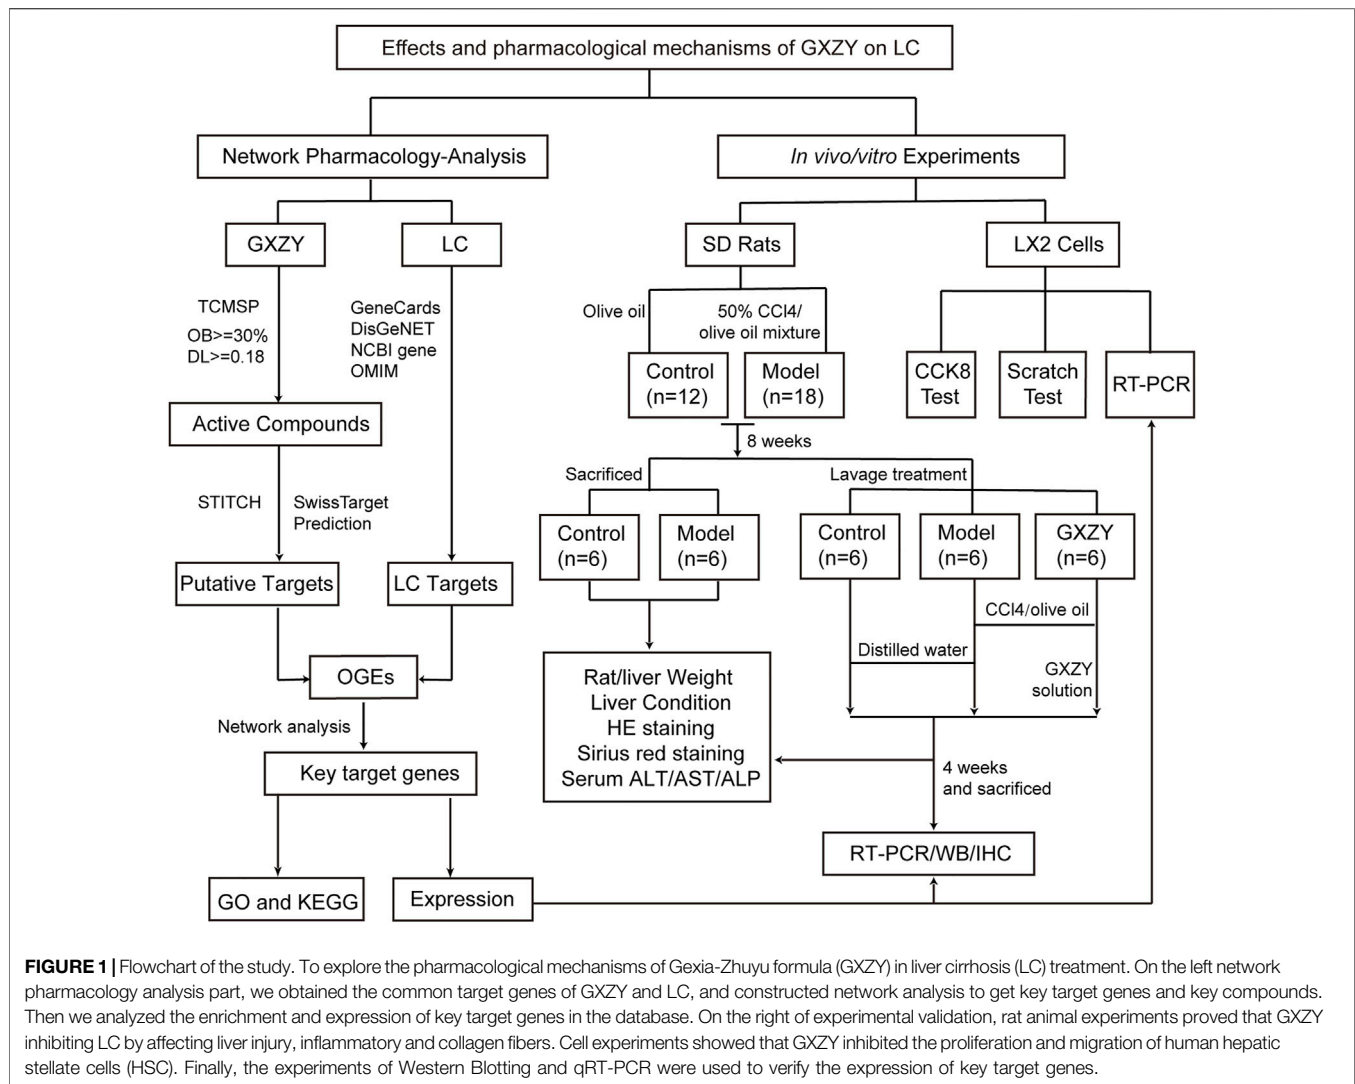 Effects and pharmacological mechanisms of GXZY on LC
Network Pharmacology-Analysis
In vivo/vitro Experiments
GXZY
LC
SD Rats
LX2 Cells
TCMSP
OB>=30%
DL>=0.18
GeneCards
DisGeNET
NCBI gene
OMIM
Olive oil
50% CCl4/
olive oil mixture
Control
(n=12)
Model
(n=18)
CCK8
Test
Scratch
Test
RT-PCR
Active Compounds
8 weeks
Sacrificed
Lavage treatment
STITCH
SwissTarget
Prediction
Control
(n=6)
Model
(n=6)
Control
(n=6)
Model
(n=6)
GXZY
(n=6)
Putative Targets
LC Targets
CCl4/olive oil
Distilled water
GXZY
solution
OGEs
Rat/liver Weight
Liver Condition
HE staining
Sirius red staining
Serum ALT/AST/ALP
Network analysis
Key target genes
4 weeks
and sacrificed
RT-PCR/WB/IHC
GO and KEGG
Expression
FIGURE 1 | Flowchart of the study. To explore the pharmacological mechanisms of Gexia-Zhuyu formula (GXZY) in liver cirrhosis (LC) treatment. On the left network
pharmacology analysis part, we obtained the common target genes of GXZY and LC, and constructed network analysis to get key target genes and key compounds.
Then we analyzed the enrichment and expression of key target genes in the database. On the right of experimental validation, rat animal experiments proved that GXZY
inhibiting LC by affecting liver injury, inflammatory and collagen fibers. Cell experiments showed that GXZY inhibited the proliferation and migration of human hepatic
stellate cells (HSC). Finally, the experiments of Western Blotting and qRT-PCR were used to verify the expression of key target genes.